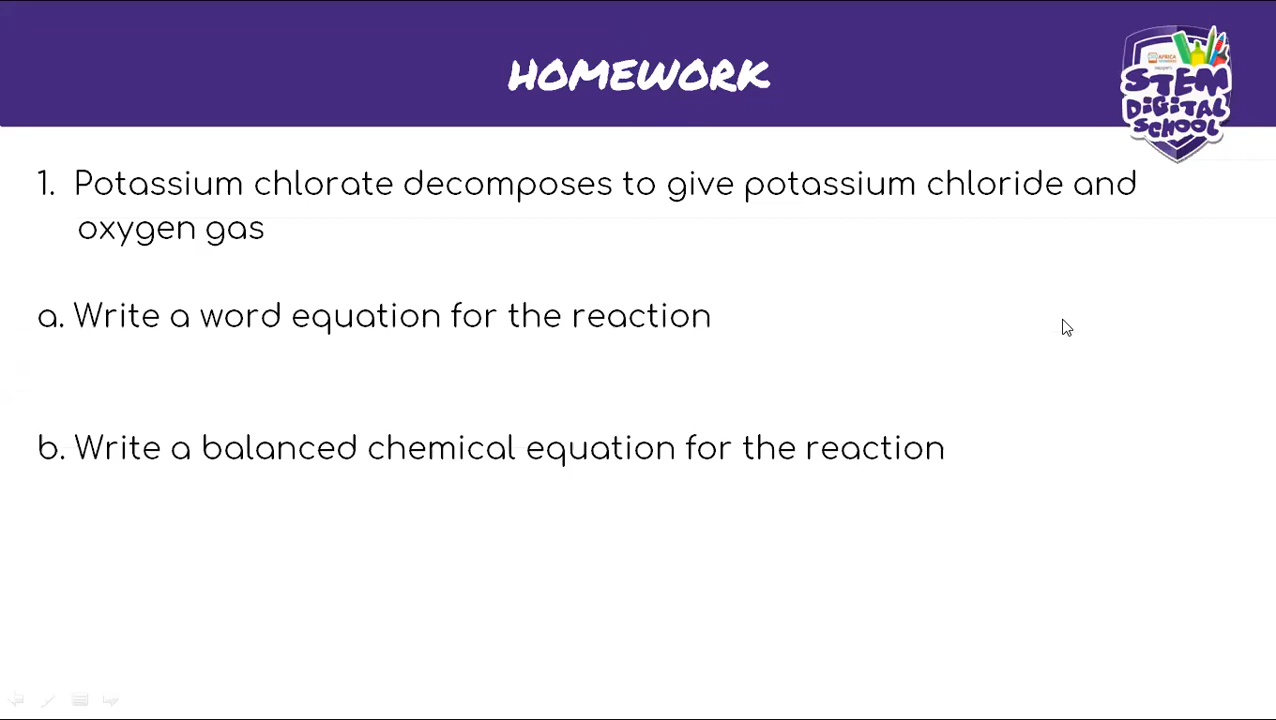 HOMEWORK
AFRICA
STEM
DIGITAL
SCHOOL
1. Potassium chlorate decomposes to give potassium chloride and
oxygen gas
a. Write a word equation for the reaction
b. Write a balanced chemical equation for the reaction